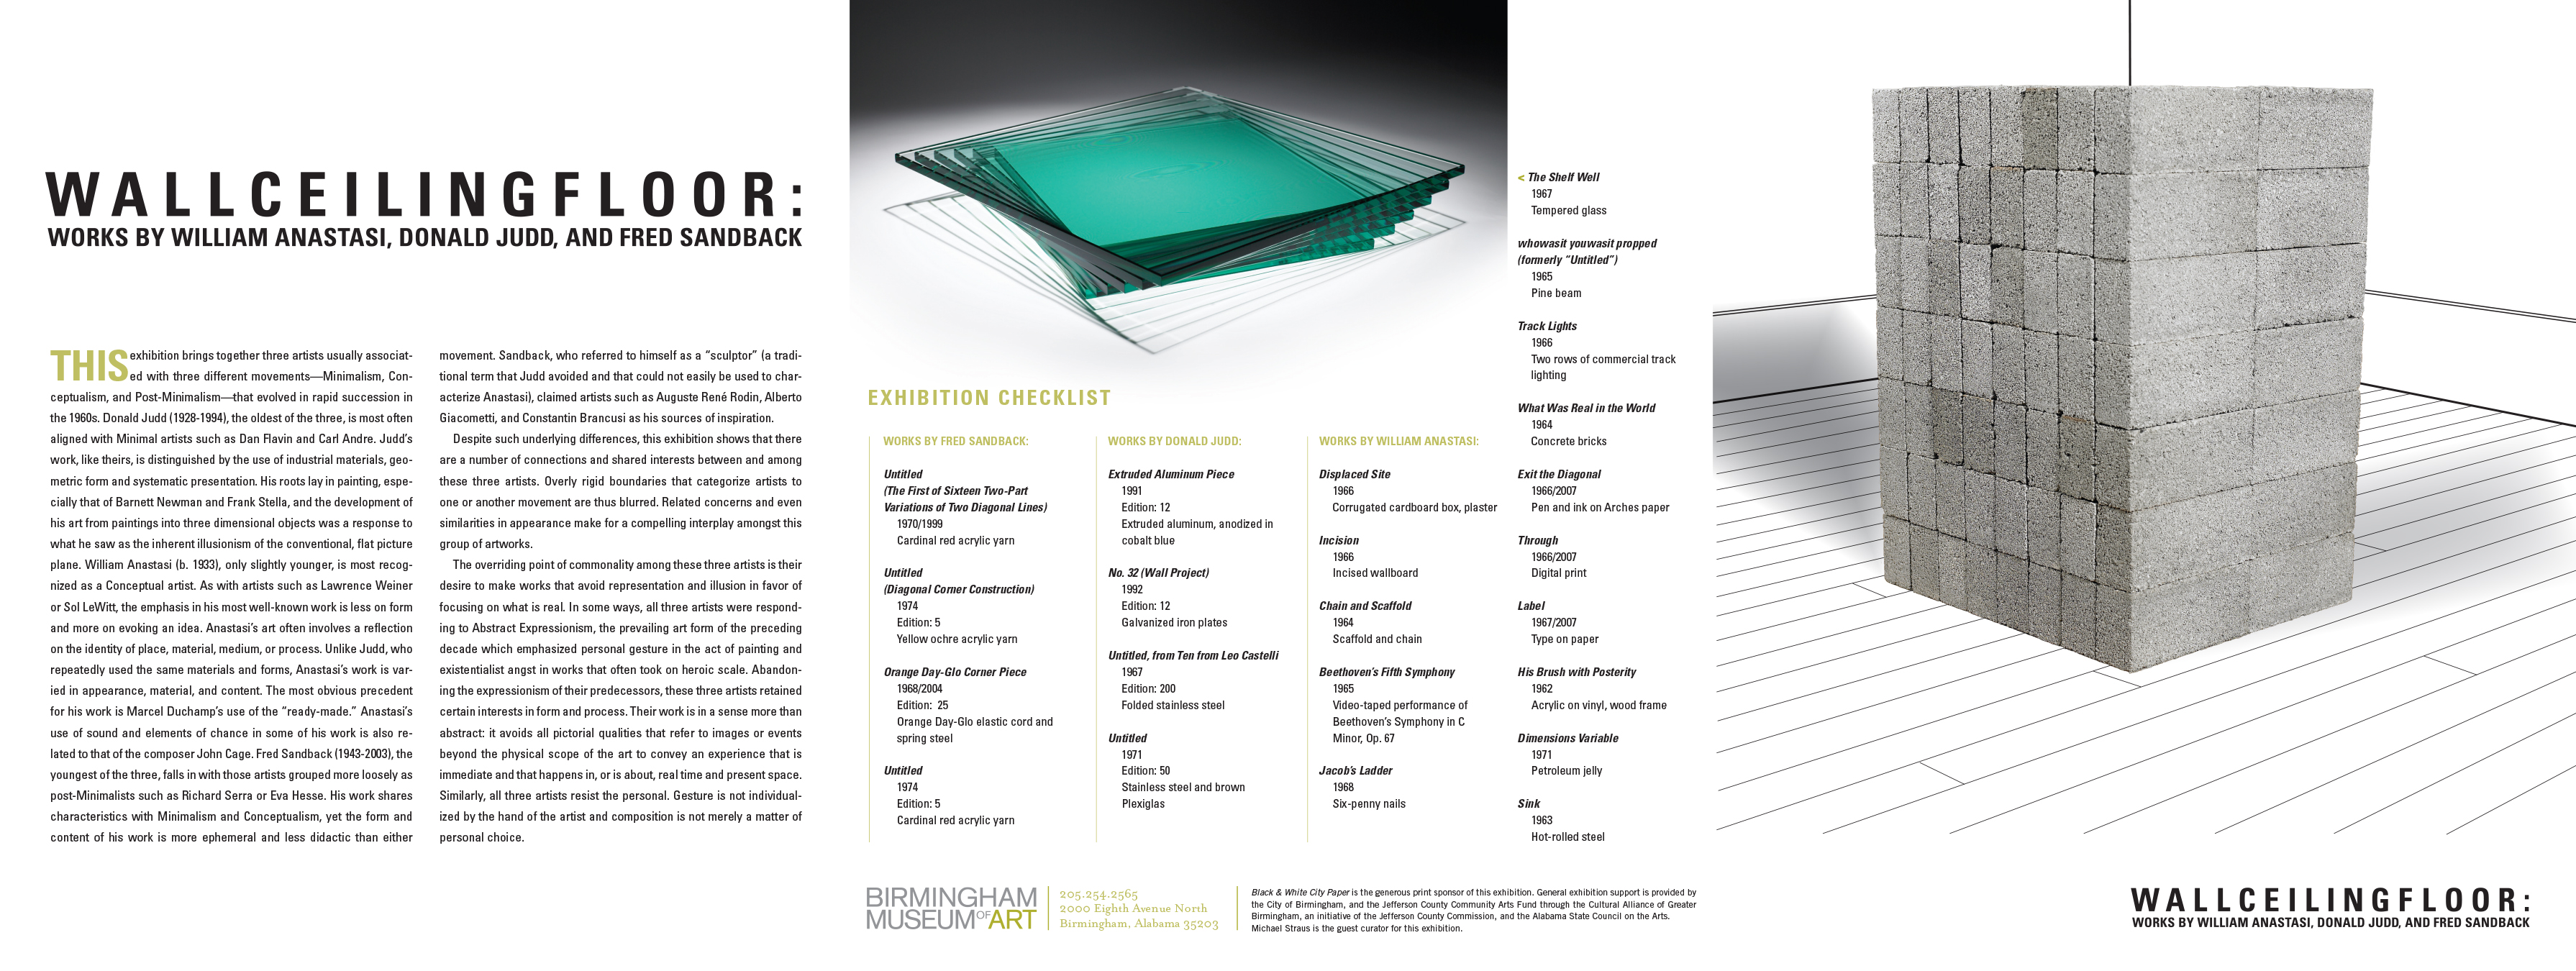 WALLCEILINGFLOOR:
WORKS BY WILLIAM ANASTASI, DONALD JUDD, AND FRED SANDBACK
THIS exhibition brings together three artists usually associat-
ed with three different movements—Minimalism, Con-
ceptualism, and Post-Minimalism—that evolved in rapid succession in
the 1960s. Donald Judd (1928-1994), the oldest of the three, is most often
aligned with Minimal artists such as Dan Flavin and Carl Andre. Judd's
work, like theirs, is distinguished by the use of industrial materials, geo-
metric form and systematic presentation. His roots lay in painting, espe-
cially that of Barnett Newman and Frank Stella, and the development of
his art from paintings into three dimensional objects was a response to
what he saw as the inherent illusionism of the conventional, flat picture
plane. William Anastasi (b. 1933), only slightly younger, is most recog-
nized as a Conceptual artist. As with artists such as Lawrence Weiner
or Sol LeWitt, the emphasis in his most well-known work is less on form
and more on evoking an idea. Anastasi's art often involves a reflection
on the identity of place, material, medium, or process. Unlike Judd, who
repeatedly used the same materials and forms, Anastasi's work is var-
ied in appearance, material, and content. The most obvious precedent
for his work is Marcel Duchamp's use of the "ready-made." Anastasi's
use of sound and elements of chance in some of his work is also re-
lated to that of the composer John Cage. Fred Sandback (1943-2003), the
youngest of the three, falls in with those artists grouped more loosely as
post-Minimalists such as Richard Serra or Eva Hesse. His work shares
characteristics with Minimalism and Conceptualism, yet the form and
content of his work is more ephemeral and less didactic than either
movement. Sandback, who referred to himself as a "sculptor" (a tradi-
tional term that Judd avoided and that could not easily be used to char-
acterize Anastasi), claimed artists such as Auguste René Rodin, Alberto
Giacometti, and Constantin Brancusi as his sources of inspiration.
Despite such underlying differences, this exhibition shows that there
are a number of connections and shared interests between and among
these three artists. Overly rigid boundaries that categorize artists to
one or another movement are thus blurred. Related concerns and even
similarities in appearance make for a compelling interplay amongst this
group of artworks.
The overriding point of commonality among these three artists is their
desire to make works that avoid representation and illusion in favor of
focusing on what is real. In some ways, all three artists were respond-
ing to Abstract Expressionism, the prevailing art form of the preceding
decade which emphasized personal gesture in the act of painting and
existentialist angst in works that often took on heroic scale. Abandon-
ing the expressionism of their predecessors, these three artists retained
certain interests in form and process. Their work is in a sense more than
abstract: it avoids all pictorial qualities that refer to images or events
beyond the physical scope of the art to convey an experience that is
immediate and that happens in, or is about, real time and present space.
Similarly, all three artists resist the personal. Gesture is not individual-
ized by the hand of the artist and composition is not merely a matter of
personal choice.
EXHIBITION CHECKLIST
WORKS BY FRED SANDBACK:
Untitled
(The First of Sixteen Two-Part
Variations of Two Diagonal Lines)
1970/1999
Cardinal red acrylic yarn
Untitled
(Diagonal Corner Construction)
1974
Edition: 5
Yellow ochre acrylic yarn
Orange Day-Glo Corner Piece
1968/2004
Edition: 25
Orange Day-Glo elastic cord and
spring steel
Untitled
1974
Edition: 5
Cardinal red acrylic yarn
WORKS BY DONALD JUDD:
Extruded Aluminum Piece
1991
Edition: 12
Extruded aluminum, anodized in
cobalt blue
No. 32 (Wall Project)
1992
Edition: 12
Galvanized iron plates
Untitled, from Ten from Leo Castelli
1967
Edition: 200
Folded stainless steel
Untitled
1971
Edition: 50
Stainless steel and brown
Plexiglas
WORKS BY WILLIAM ANASTASI:
Displaced Site
1966
Corrugated cardboard box, plaster
Incision
1966
Incised wallboard
Chain and Scaffold
1964
Scaffold and chain
Beethoven's Fifth Symphony
1965
Video-taped performance of
Beethoven's Symphony in C
Minor, Op. 67
Jacob's Ladder
1968
Six-penny nails
< The Shelf Well
1967
Tempered glass
whowasit youwasit propped
(formerly "Untitled")
1965
Pine beam
Track Lights
1966
Two rows of commercial track
lighting
What Was Real in the World
1964
Concrete bricks
Exit the Diagonal
1966/2007
Pen and ink on Arches paper
Through
1966/2007
Digital print
Label
1967/2007
Type on paper
His Brush with Posterity
1962
Acrylic on vinyl, wood frame
Dimensions Variable
1971
Petroleum jelly
Sink
1963
Hot-rolled steel
BIRMINGHAM
MUSEUM OF ART
205.254.2565
2000 Eighth Avenue North
Birmingham, Alabama 35203
Black & White City Paper is the generous print sponsor of this exhibition. General exhibition support is provided by
the City of Birmingham, and the Jefferson County Community Arts Fund through the Cultural Alliance of Greater
Birmingham, an initiative of the Jefferson County Commission, and the Alabama State Council on the Arts.
Michael Straus is the guest curator for this exhibition.
WALLCEILINGFLOOR:
WORKS BY WILLIAM ANASTASI, DONALD JUDD, AND FRED SANDBACK